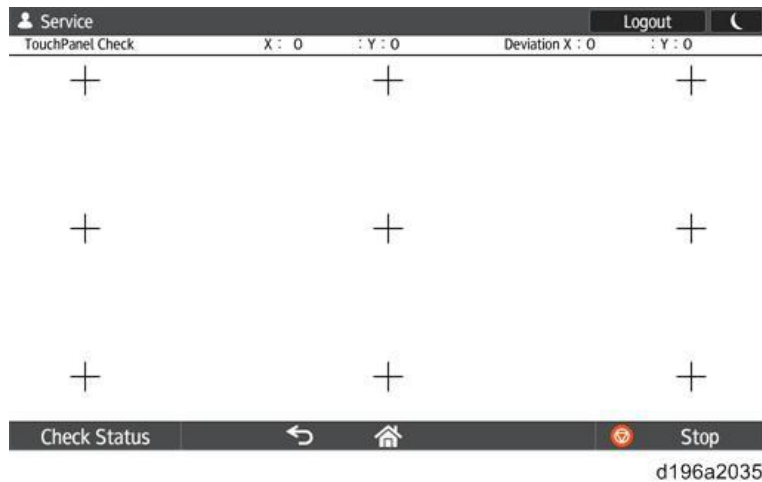 Service Logout
TouchPanel Check X : 0 : Y : 0 Deviation X : 0 : Y : 0
Check Status Stop
d196a2035